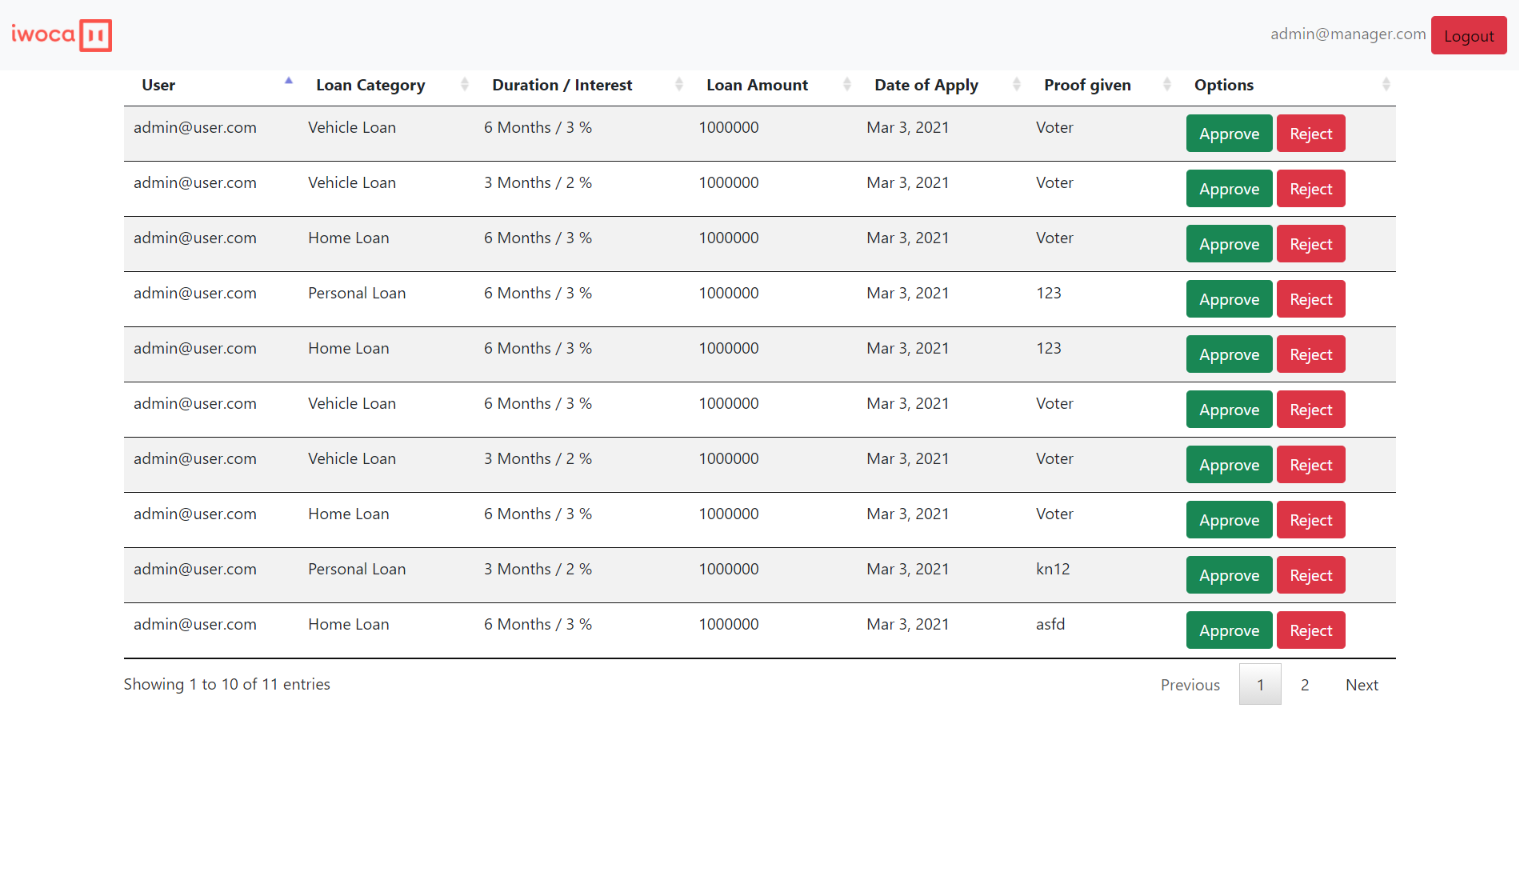 iwoca
admin@manager.com Logout
User Loan Category Duration / Interest Loan Amount Date of Apply Proof given Options
admin@user.com Vehicle Loan 6 Months / 3 % 1000000 Mar 3, 2021 Voter Approve Reject
admin@user.com Vehicle Loan 3 Months / 2 % 1000000 Mar 3, 2021 Voter Approve Reject
admin@user.com Home Loan 6 Months / 3 % 1000000 Mar 3, 2021 Voter Approve Reject
admin@user.com Personal Loan 6 Months / 3 % 1000000 Mar 3, 2021 123 Approve Reject
admin@user.com Home Loan 6 Months / 3 % 1000000 Mar 3, 2021 123 Approve Reject
admin@user.com Vehicle Loan 6 Months / 3 % 1000000 Mar 3, 2021 Voter Approve Reject
admin@user.com Vehicle Loan 3 Months / 2 % 1000000 Mar 3, 2021 Voter Approve Reject
admin@user.com Home Loan 6 Months / 3 % 1000000 Mar 3, 2021 Voter Approve Reject
admin@user.com Personal Loan 3 Months / 2 % 1000000 Mar 3, 2021 kn12 Approve Reject
admin@user.com Home Loan 6 Months / 3 % 1000000 Mar 3, 2021 asfd Approve Reject
Showing 1 to 10 of 11 entries Previous 1 2 Next